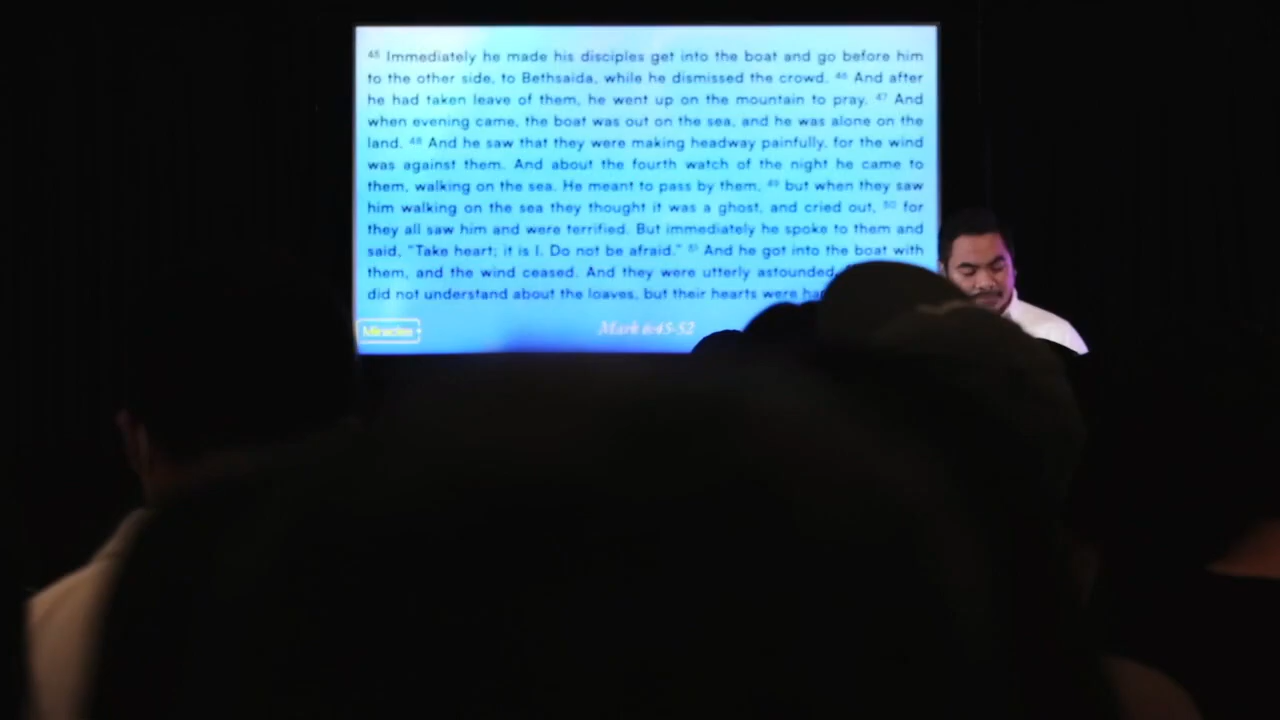 45 Immediately he made his disciples get into the boat and go before him
to the other side, to Bethsaida, while he dismissed the crowd. 46 And after
he had taken leave of them, he went up on the mountain to pray. 47 And
when evening came, the boat was out on the sea, and he was alone on the
land. 48 And he saw that they were making headway painfully, for the wind
was against them. And about the fourth watch of the night he came to
them, walking on the sea. He meant to pass by them, 49 but when they saw
him walking on the sea they thought it was a ghost, and cried out, 50 for
they all saw him and were terrified. But immediately he spoke to them and
said, “Take heart; it is I. Do not be afraid.” 51 And he got into the boat with
them, and the wind ceased. And they were utterly astounded,
did not understand about the loaves, but their hearts were
Miracles
Mark 6:45-52